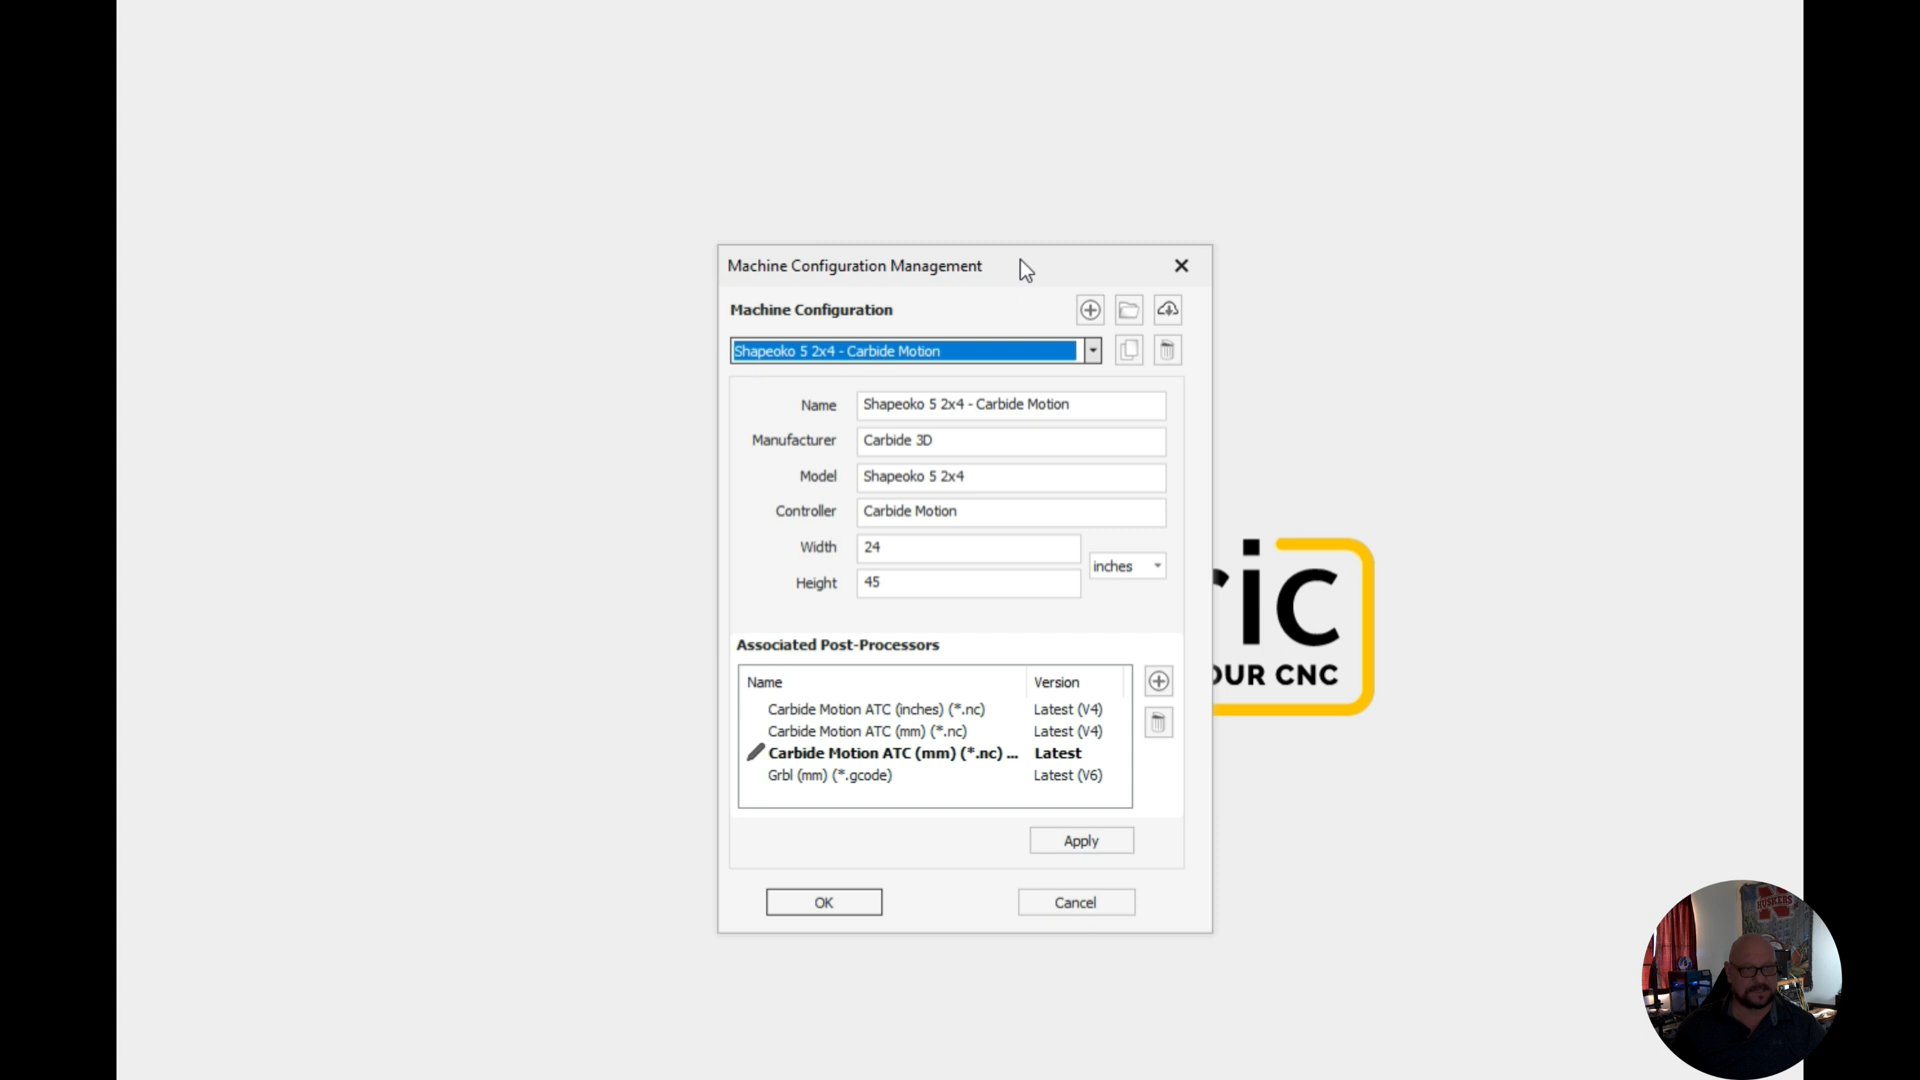 Machine Configuration Management
Machine Configuration
Shapeoko 5 2x4 - Carbide Motion
Name Shapeoko 5 2x4 - Carbide Motion
Manufacturer Carbide 3D
Model Shapeoko 5 2x4
Controller Carbide Motion
Width 24
inches
Height 45
Associated Post-Processors
Name Version
Carbide Motion ATC (inches) (*.nc) Latest (V4)
Carbide Motion ATC (mm) (*.nc) Latest (V4)
Carbide Motion ATC (mm) (*.nc) ... Latest
Grbl (mm) (*.gcode) Latest (V6)
Apply
OK Cancel
ric
OUR CNC
HUSKERS
N